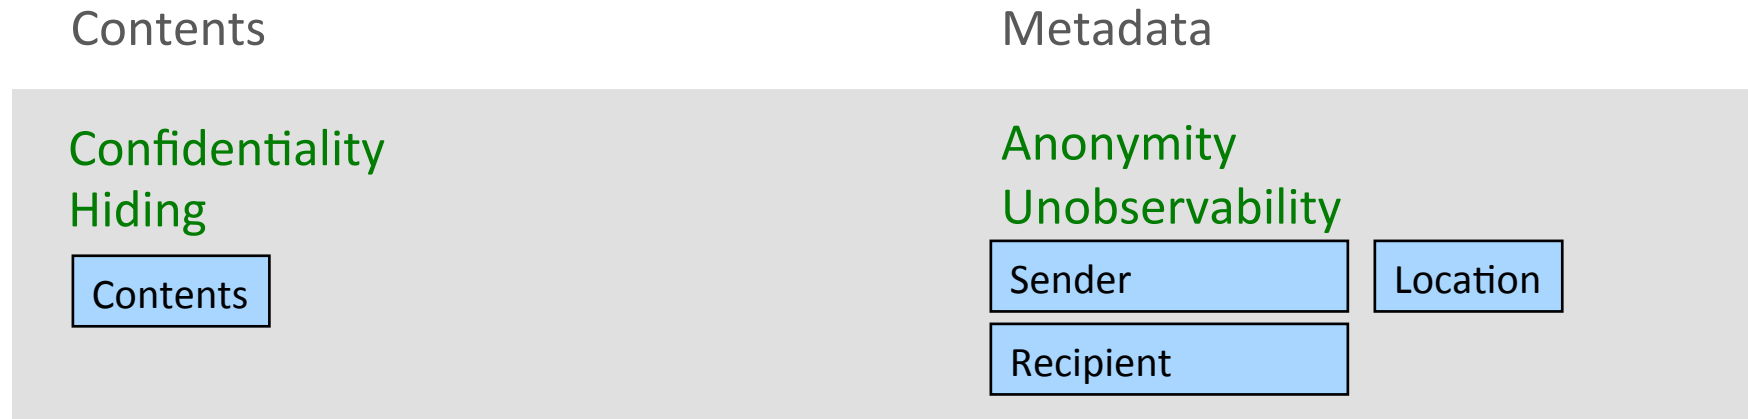 Contents
Metadata
Confidentiality
Hiding
Contents
Anonymity
Unobservability
Sender
Location
Recipient